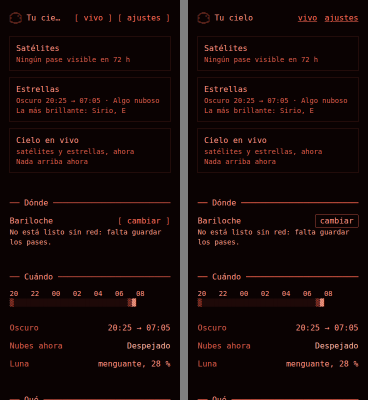 Tu cie… [ vivo ] [ ajustes ]
Satélites
Ningún pase visible en 72 h
Estrellas
Oscuro 20:25 → 07:05 · Algo nuboso
La más brillante: Sirio, E
Cielo en vivo
satélites y estrellas, ahora
Nada arriba ahora
Dónde
Bariloche [ cambiar ]
No está listo sin red: falta guardar
los pases.
Cuándo
20 22 00 02 04 06 08
Oscuro 20:25 → 07:05
Nubes ahora Despejado
Luna menguante, 28 %
Qué
Tu cielo vivo ajustes
Satélites
Ningún pase visible en 72 h
Estrellas
Oscuro 20:25 → 07:05 · Algo nuboso
La más brillante: Sirio, E
Cielo en vivo
satélites y estrellas, ahora
Nada arriba ahora
Dónde
Bariloche cambiar
No está listo sin red: falta guardar
los pases.
Cuándo
20 22 00 02 04 06 08
Oscuro 20:25 → 07:05
Nubes ahora Despejado
Luna menguante, 28 %
Qué